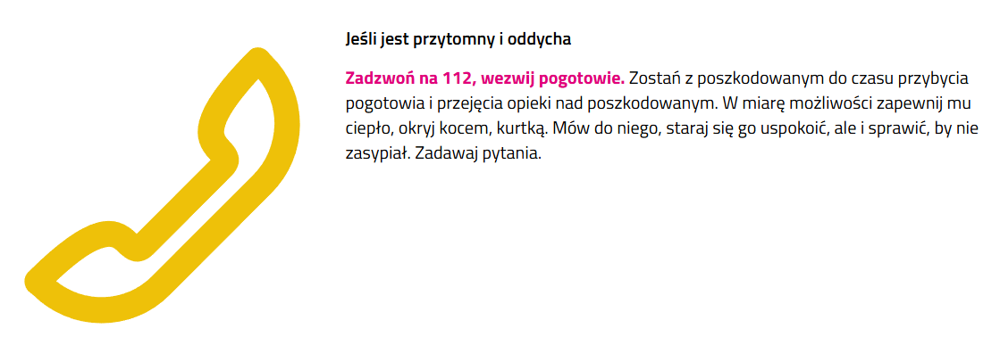 Jeśli jest przytomny i oddycha
Zadzwoń na 112, wezwij pogotowie. Zostań z poszkodowanym do czasu przybycia
pogotowia i przejęcia opieki nad poszkodowanym. W miarę możliwości zapewnij mu
ciepło, okryj kocem, kurtką. Mów do niego, staraj się go uspokoić, ale i sprawić, by nie
zasypiał. Zadawaj pytania.